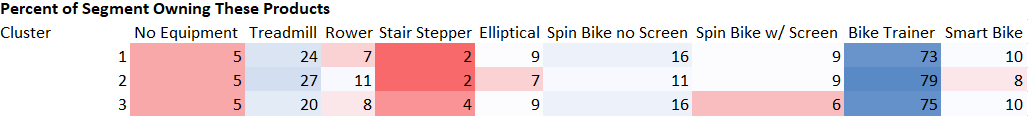 Percent of Segment Owning These Products
Cluster No Equipment Treadmill Rower Stair Stepper Elliptical Spin Bike no Screen Spin Bike w/ Screen Bike Trainer Smart Bike
1 5 24 7 2 9 16 9 73 10
2 5 27 11 2 7 11 9 79 8
3 5 20 8 4 9 16 6 75 10